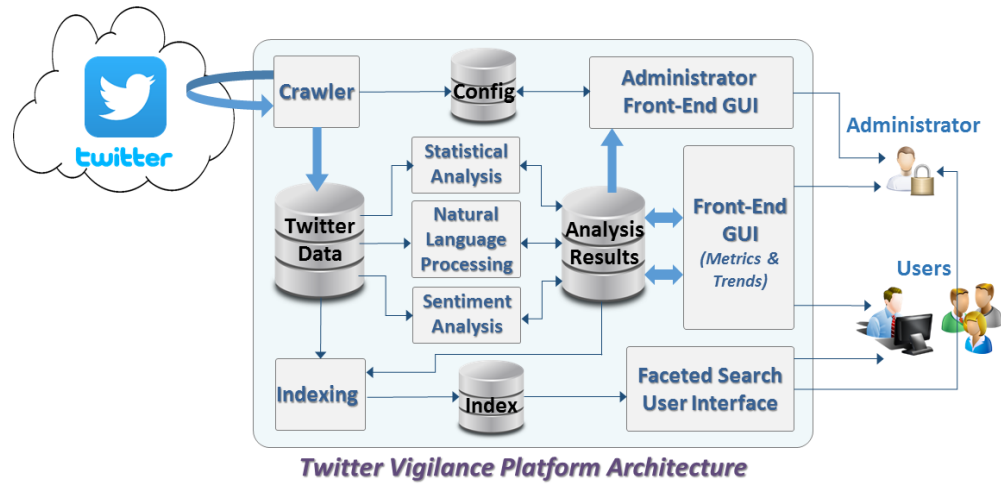 twitter
Crawler
Config
Administrator
Front-End GUI
Administrator
Statistical
Analysis
Twitter
Data
Natural
Language
Processing
Analysis
Results
Front-End
GUI
(Metrics &
Trends)
Users
Sentiment
Analysis
Indexing
Index
Faceted Search
User Interface
Twitter Vigilance Platform Architecture